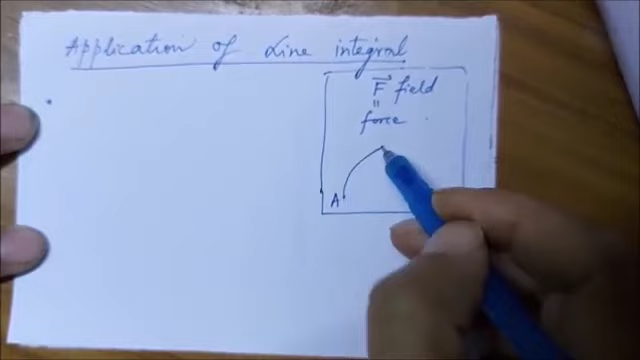 Application of Line integral
F field
=
force
A